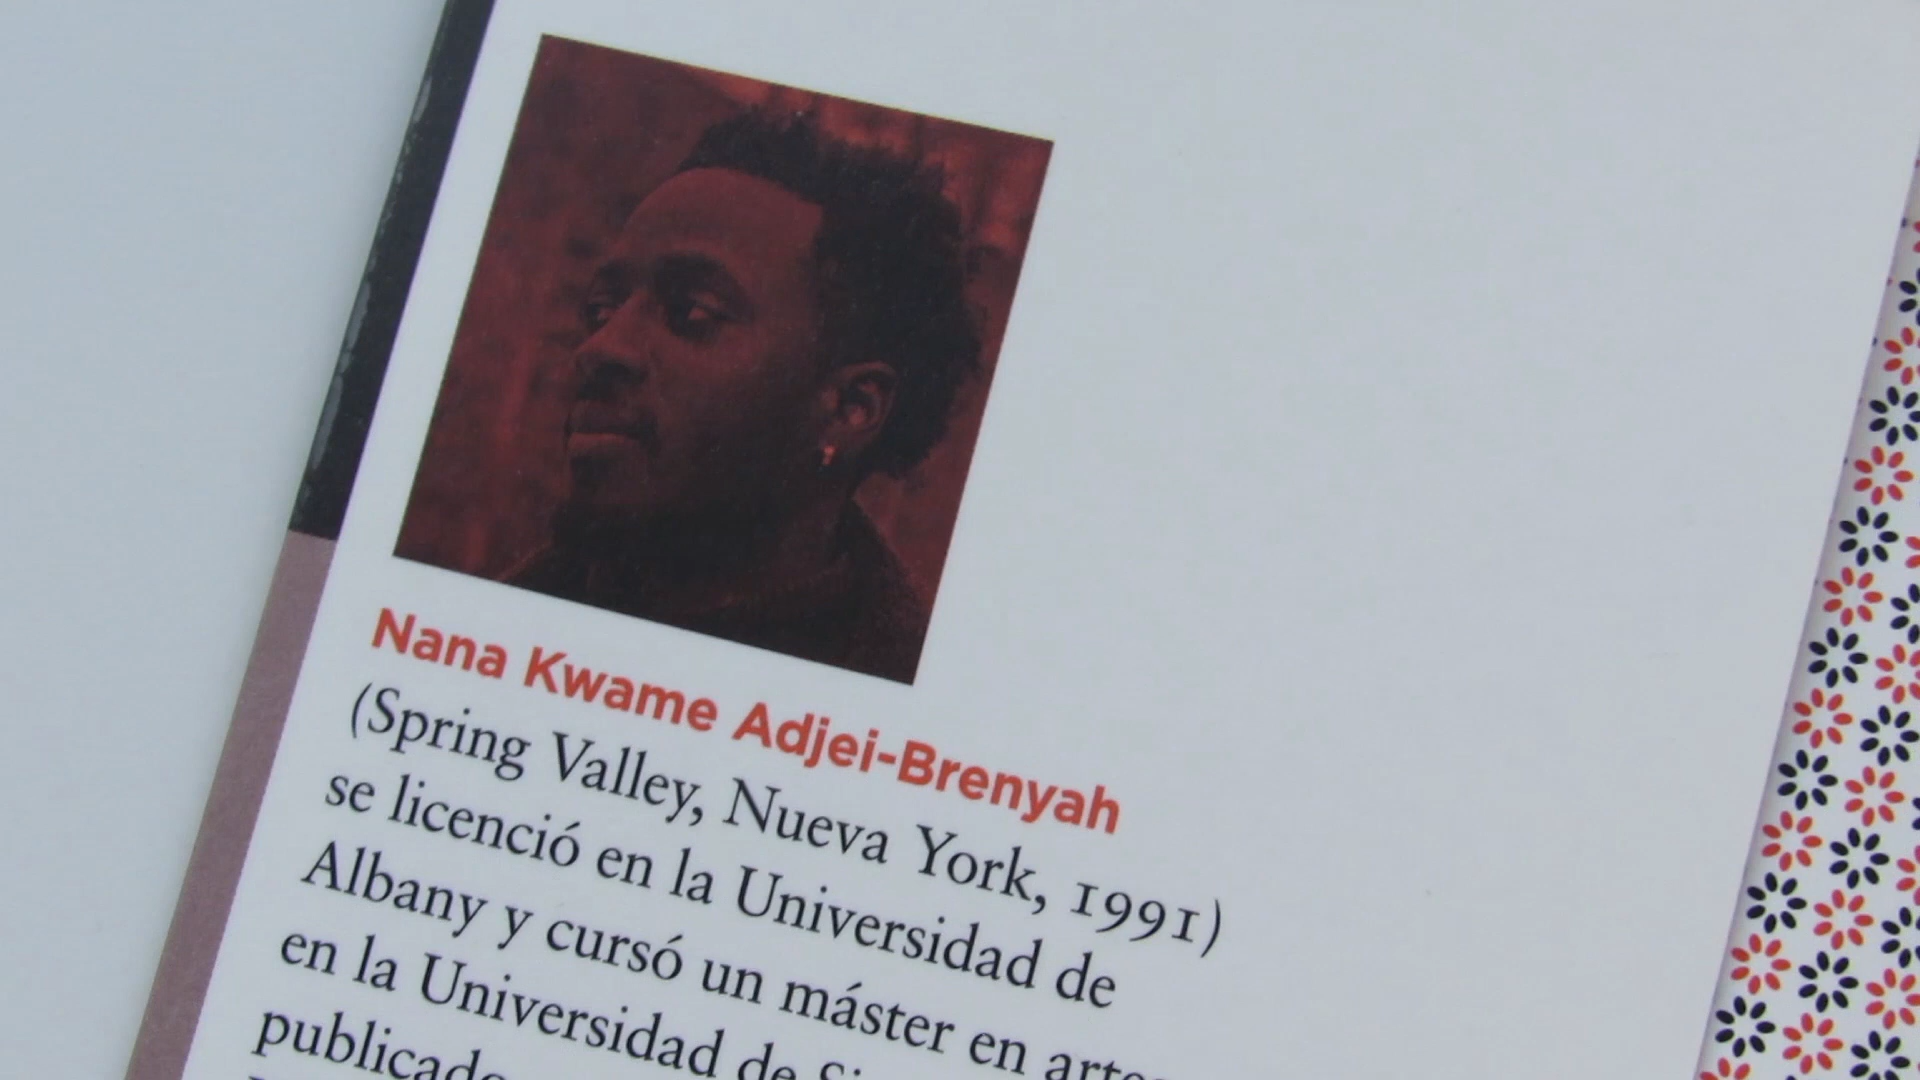 Nana Kwame Adjei-Brenyah
(Spring Valley, Nueva York, 1991)
se licenció en la Universidad de
Albany y cursó un máster en
en la Universidad de